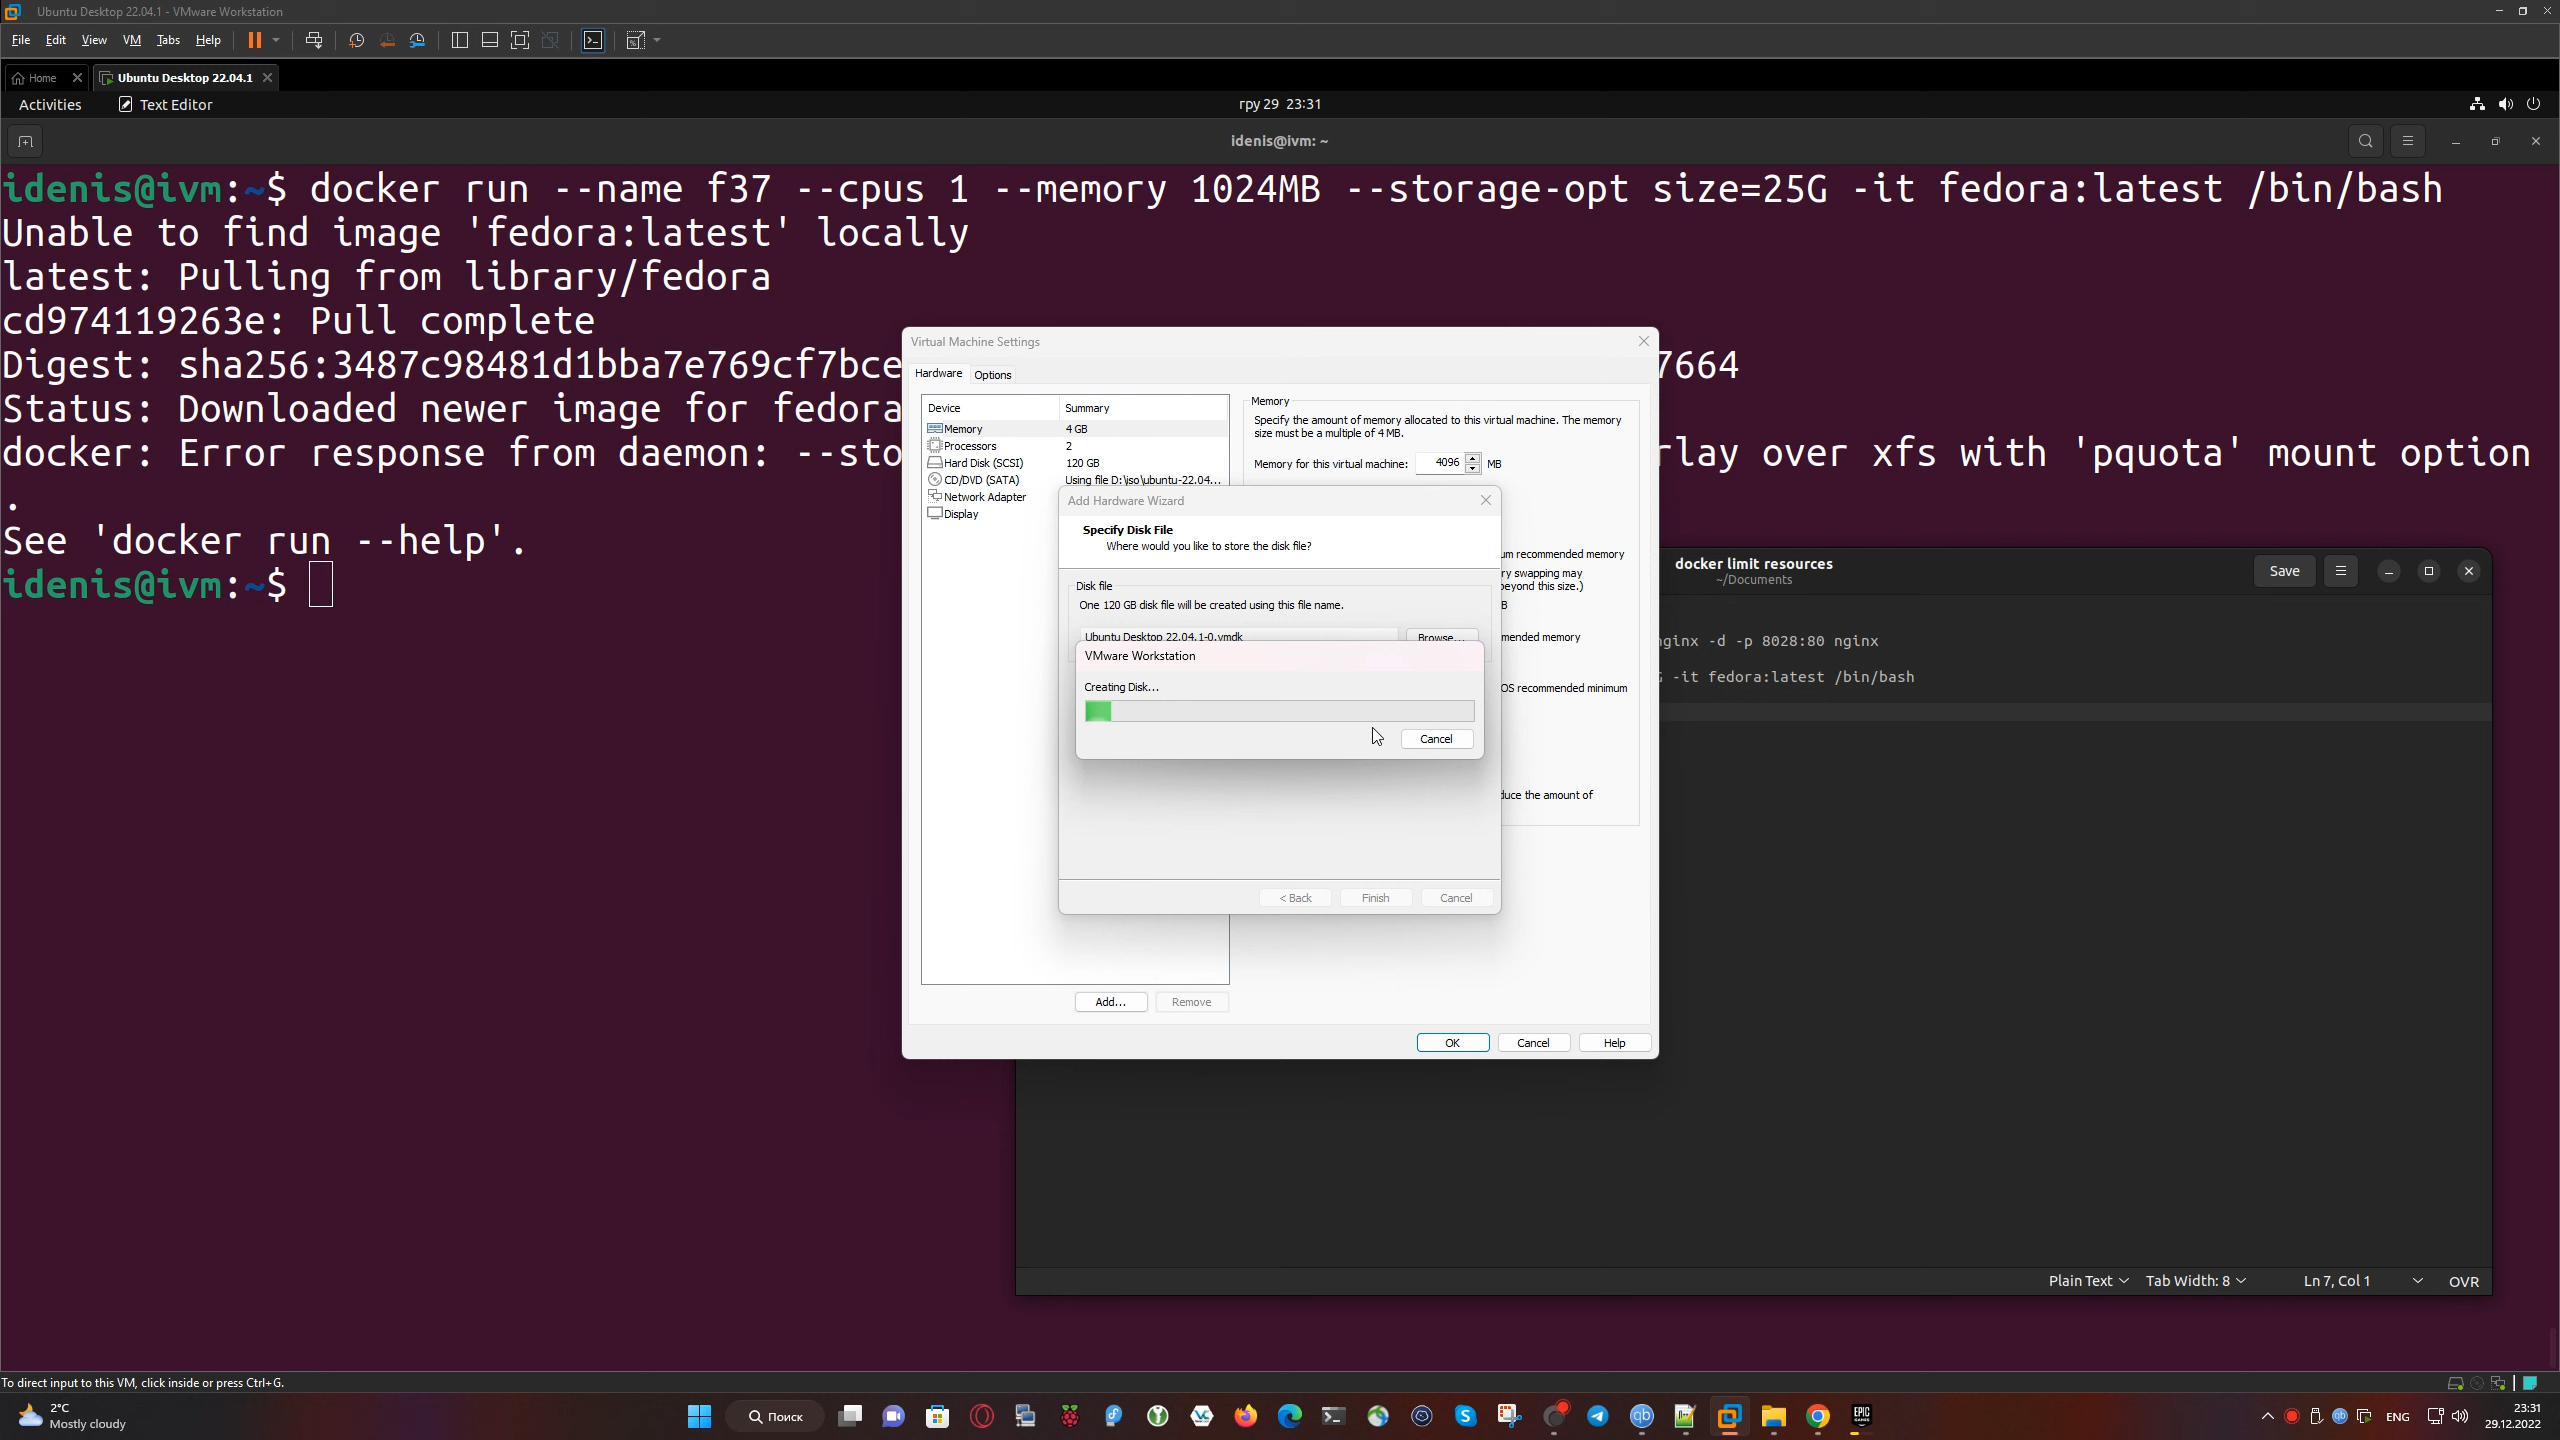 Ubuntu Desktop 22.04.1 - VMware Workstation
File Edit View VM Tabs Help
Home
Ubuntu Desktop 22.04.1
Activities Text Editor
гру 29 23:31
idenis@ivm: ~
idenis@ivm:~$ docker run --name f37 --cpus 1 --memory 1024MB --storage-opt size=25G -it fedora:latest /bin/bash
Unable to find image 'fedora:latest' locally
latest: Pulling from library/fedora
cd974119263e: Pull complete
Digest: sha256:3487c98481d1bba7e769cf7bce
7664
Status: Downloaded newer image for fedora
docker: Error response from daemon: --sto
rlay over xfs with 'pquota' mount option
.
See 'docker run --help'.
idenis@ivm:~$
Virtual Machine Settings
Hardware Options
Device Summary
Memory 4 GB
Processors 2
Hard Disk (SCSI) 120 GB
CD/DVD (SATA) Using file D:\iso\ubuntu-22.04...
Network Adapter
Display
Memory
Specify the amount of memory allocated to this virtual machine. The memory
size must be a multiple of 4 MB.
Memory for this virtual machine: 4096 MB
um recommended memory
ry swapping may
beyond this size.)
B
mended memory
OS recommended minimum
duce the amount of
Add Hardware Wizard
Specify Disk File
Where would you like to store the disk file?
Disk file
One 120 GB disk file will be created using this file name.
Ubuntu Desktop 22.04.1-0.vmdk
Browse...
VMware Workstation
Creating Disk...
Cancel
< Back Finish Cancel
Add... Remove
OK Cancel Help
docker limit resources
~/Documents
Save
nginx -d -p 8028:80 nginx
-it fedora:latest /bin/bash
Plain Text Tab Width: 8 Ln 7, Col 1 OVR
To direct input to this VM, click inside or press Ctrl+G.
2°C
Mostly cloudy
Поиск
EPIC
GAMES
ENG
23:31
29.12.2022